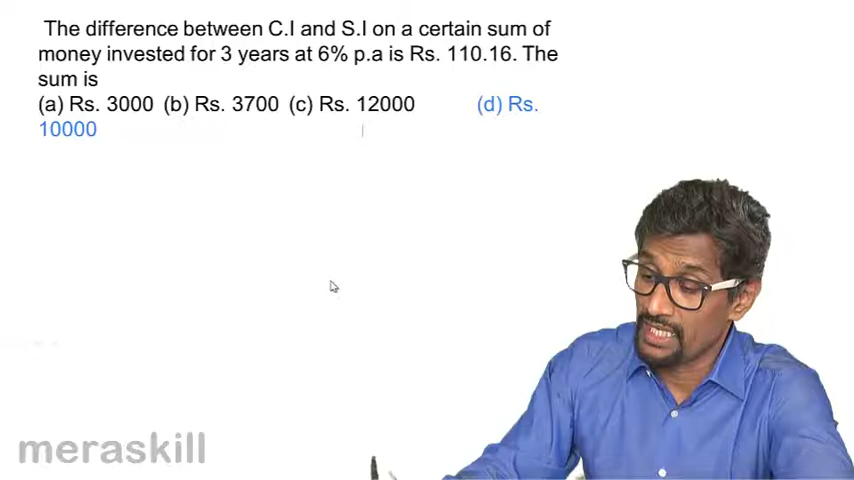 The difference between C.I and S.I on a certain sum of
money invested for 3 years at 6% p.a is Rs. 110.16. The
sum is
(a) Rs. 3000 (b) Rs. 3700 (c) Rs. 12000 (d) Rs.
10000
meraskill